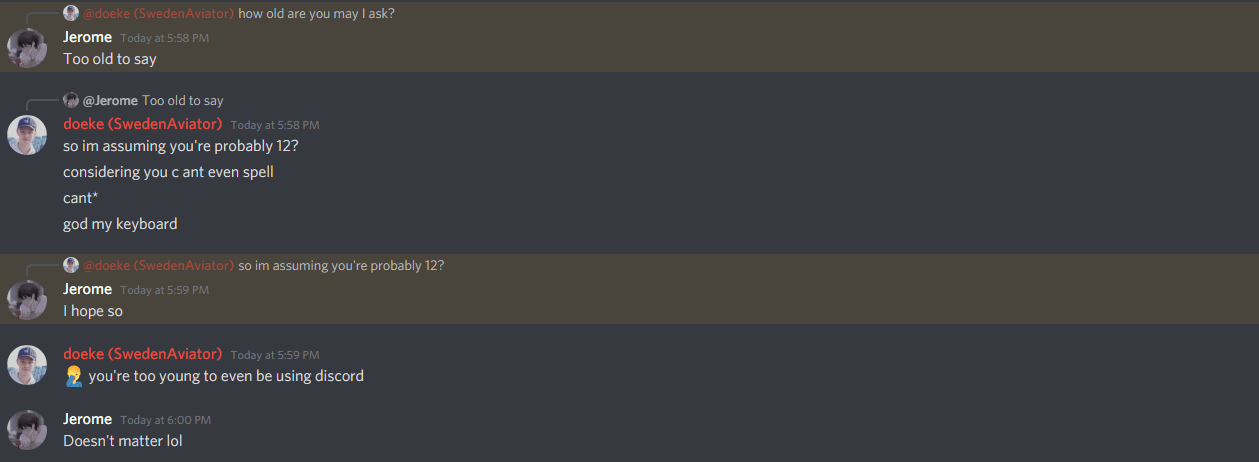 @doeke (SwedenAviator) how old are you may I ask?
Jerome Today at 5:58 PM
Too old to say
@Jerome Too old to say
doeke (SwedenAviator) Today at 5:58 PM
so im assuming you're probably 12?
considering you c ant even spell
cant*
god my keyboard
@doeke (SwedenAviator) so im assuming you're probably 12?
Jerome Today at 5:59 PM
I hope so
doeke (SwedenAviator) Today at 5:59 PM
🤦‍♂️ you're too young to even be using discord
Jerome Today at 6:00 PM
Doesn't matter lol